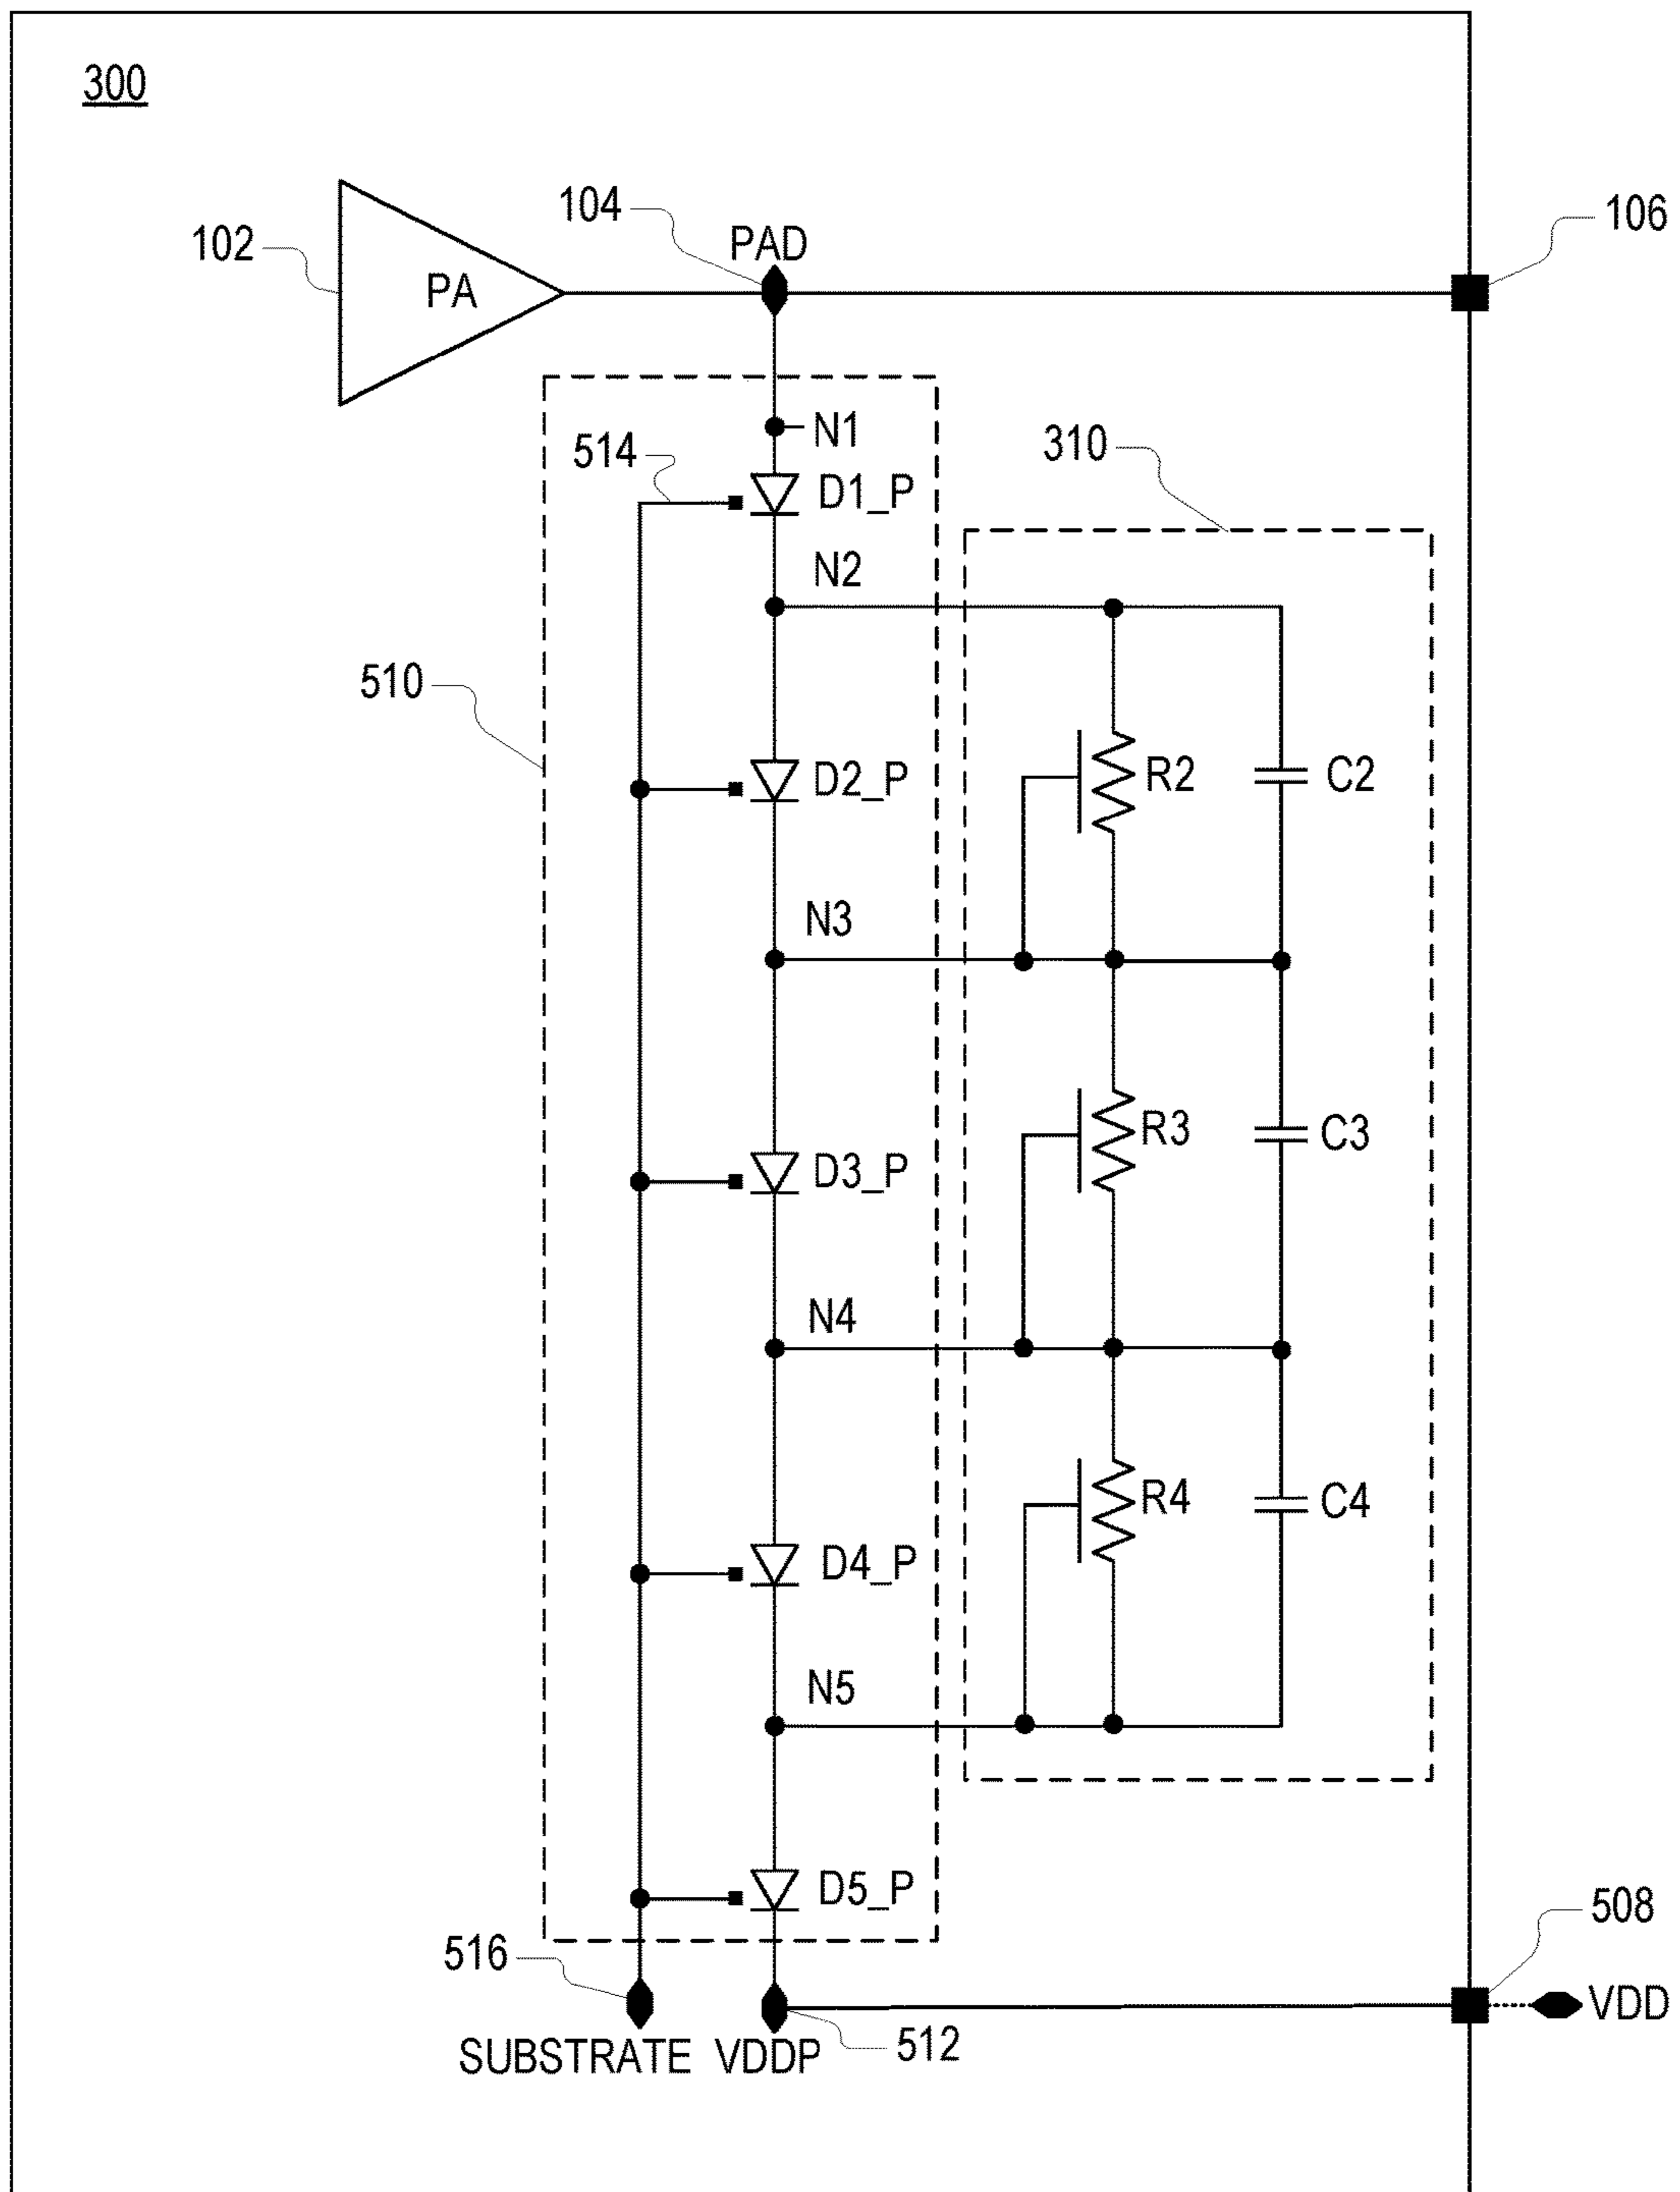 300
104
106
102
PAD
PA
N1
514
310
D1_P
N2
510
D2_P
R2
C2
N3
R3
C3
D3_P
N4
D4_P
R4
C4
N5
D5_P
508
516
VDD
SUBSTRATE VDDP
512